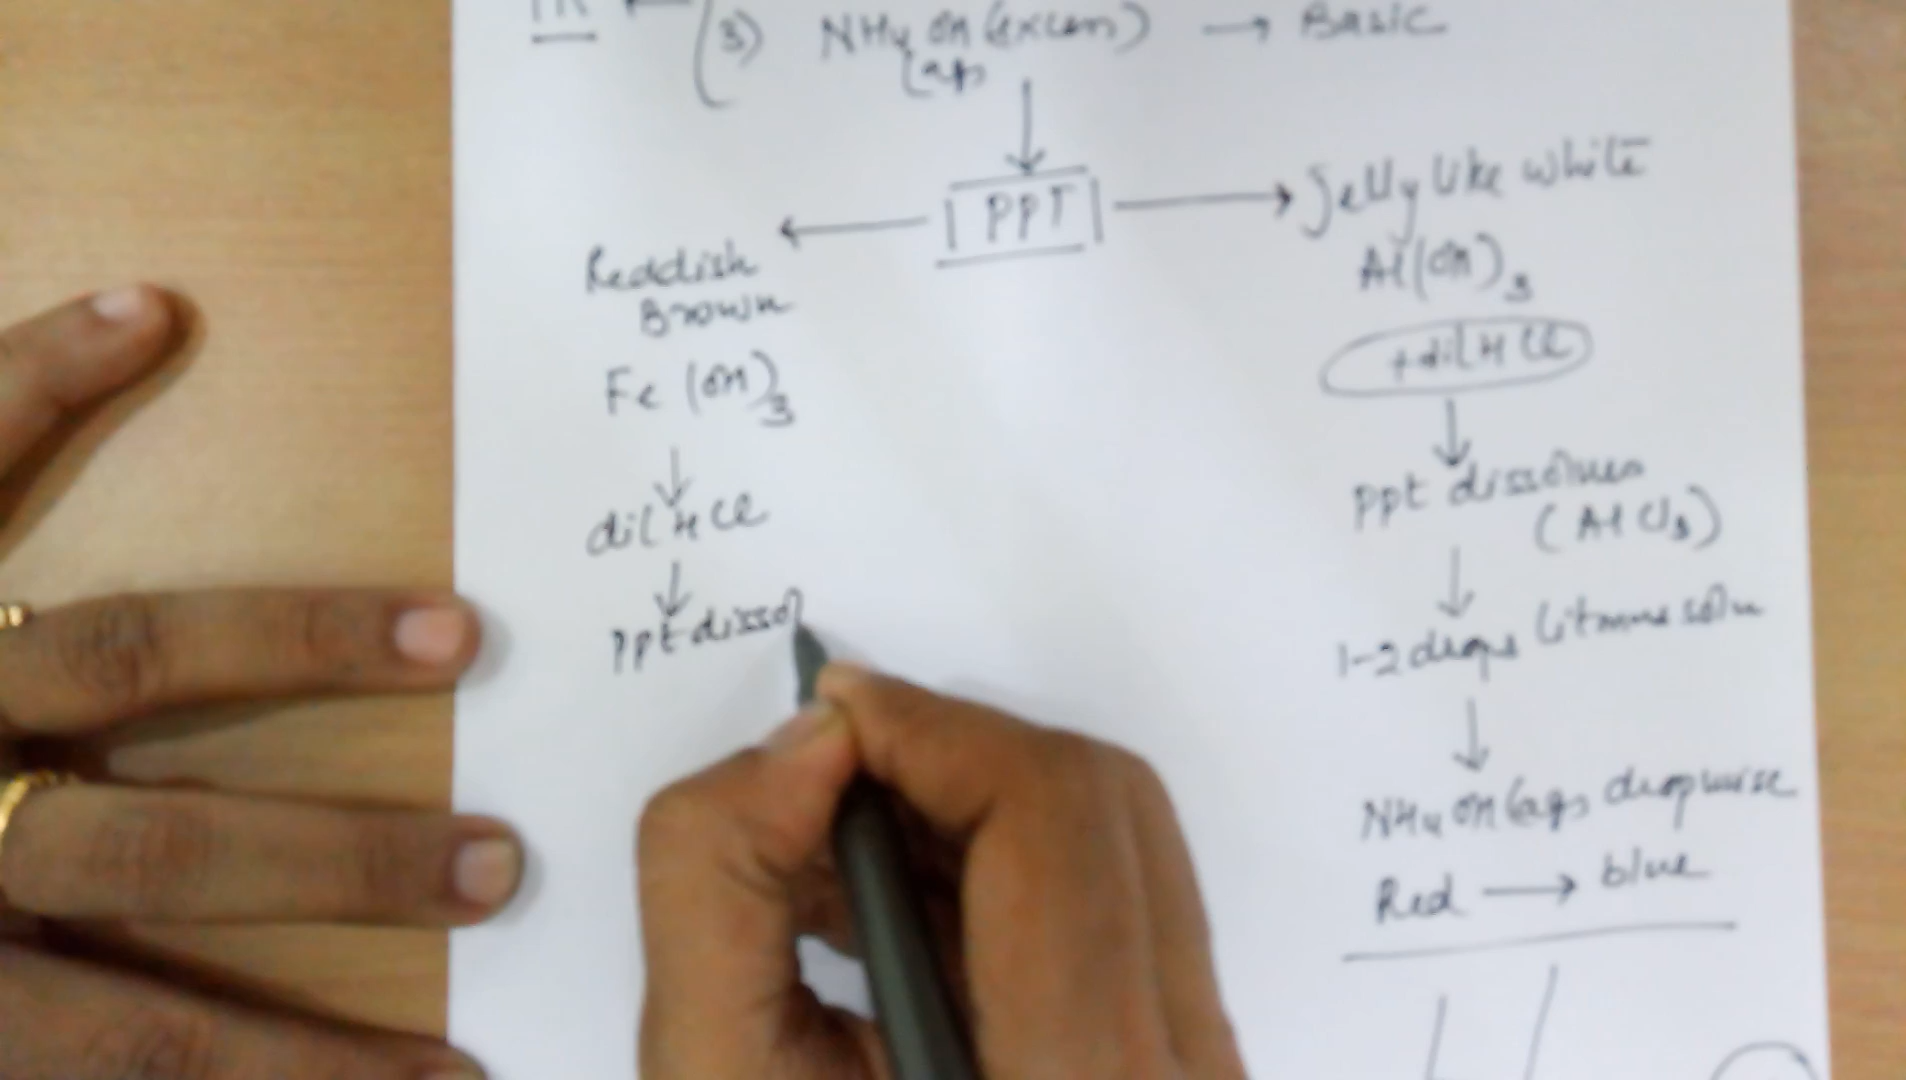 (3) NH4OH (excess) → Basic
(aq)
↓
PPT
← →
Jelly like white
Al(OH)3
+dil HCl
↓
ppt dissolves
(AlCl3)
↓
1-2 drops litmus soln
↓
NH4OH(aq) dropwise
Red → blue
Reddish
Brown
Fe(OH)3
↓
dil HCl
↓
ppt dissol